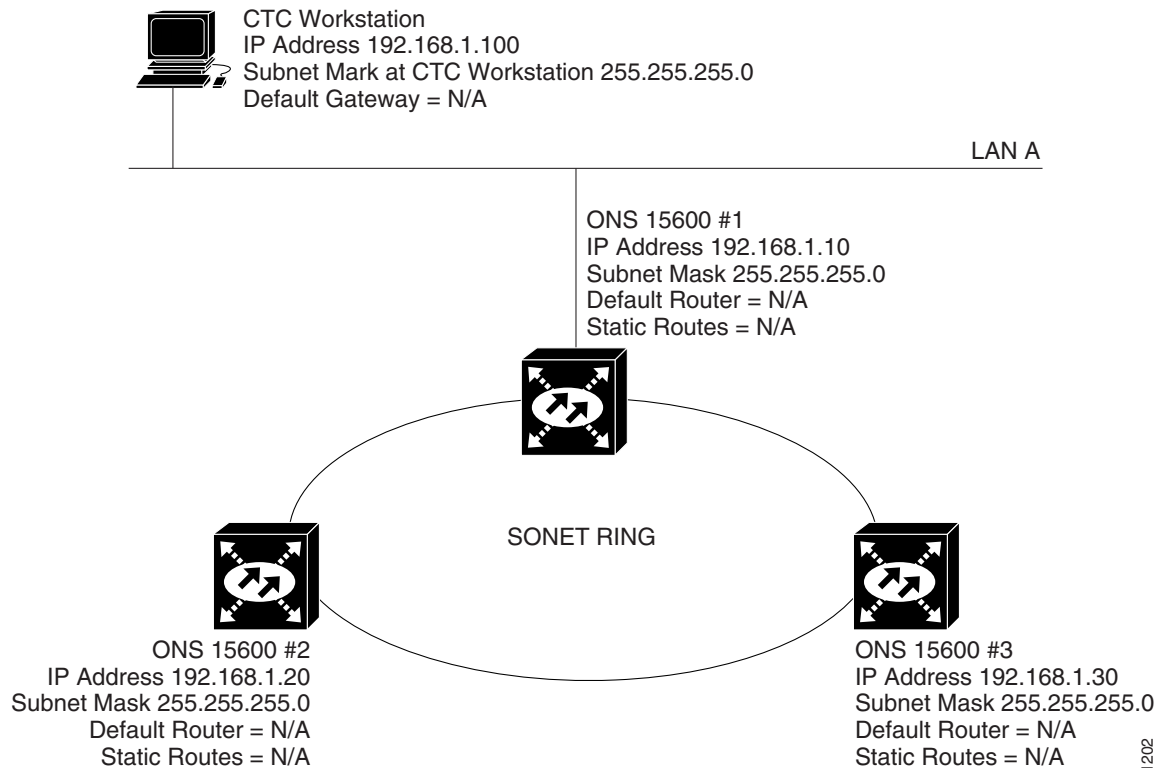 CTC Workstation
IP Address 192.168.1.100
Subnet Mark at CTC Workstation 255.255.255.0
Default Gateway = N/A
LAN A
ONS 15600 #1
IP Address 192.168.1.10
Subnet Mask 255.255.255.0
Default Router = N/A
Static Routes = N/A
SONET RING
ONS 15600 #2
IP Address 192.168.1.20
Subnet Mask 255.255.255.0
Default Router = N/A
Static Routes = N/A
ONS 15600 #3
IP Address 192.168.1.30
Subnet Mask 255.255.255.0
Default Router = N/A
Static Routes = N/A